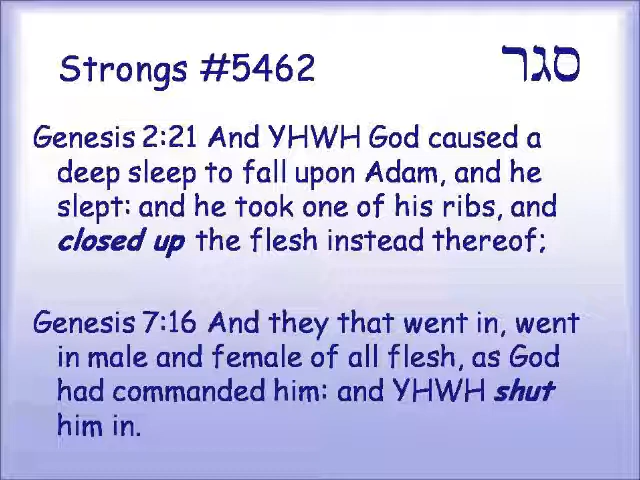 Strongs #5462 סגר
Genesis 2:21 And YHWH God caused a
deep sleep to fall upon Adam, and he
slept: and he took one of his ribs, and
closed up the flesh instead thereof;
Genesis 7:16 And they that went in, went
in male and female of all flesh, as God
had commanded him: and YHWH shut
him in.